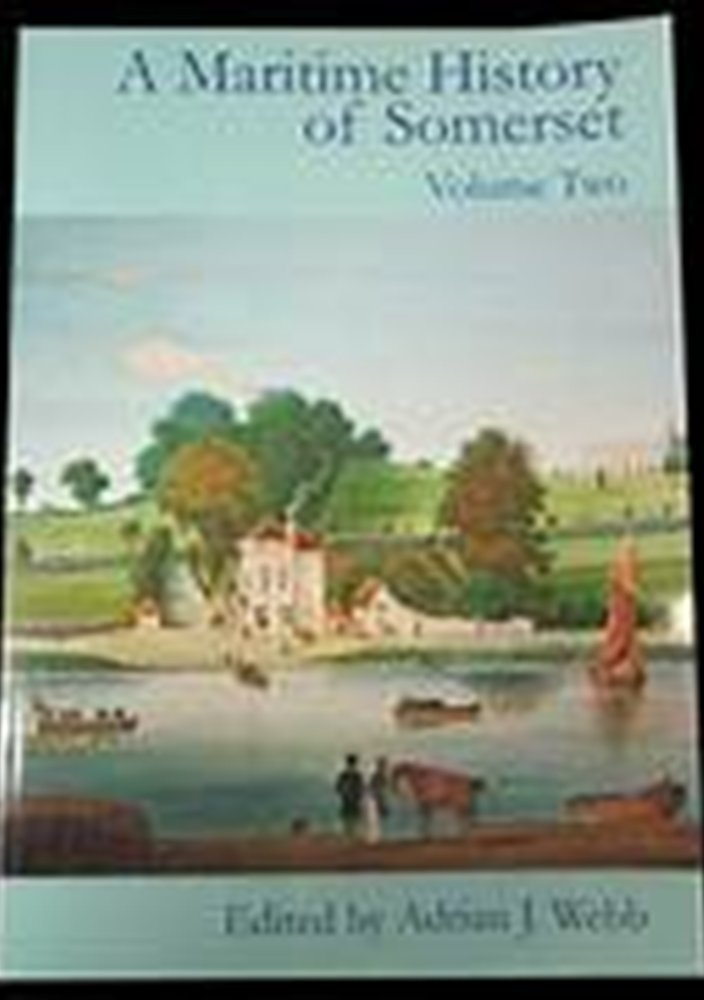 A Maritime History
of Somerset
Volume Two
Edited by Adrian J. Webb